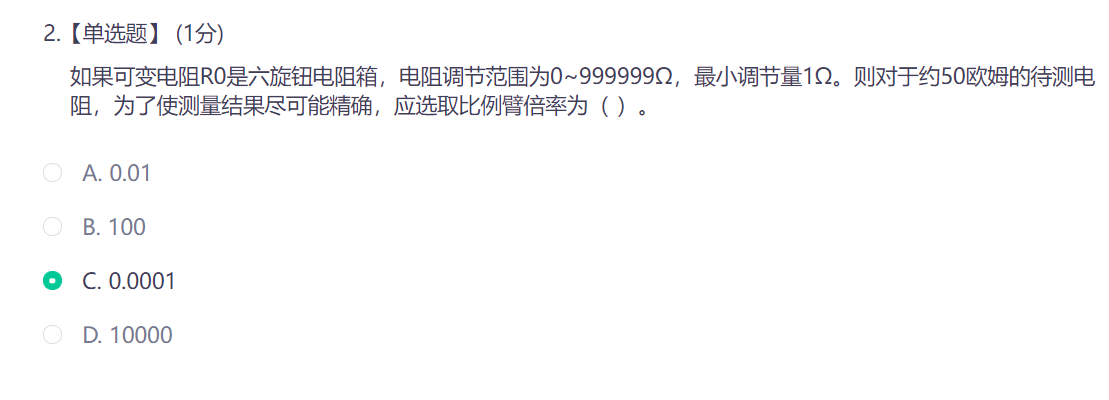 2.【单选题】 (1分)
如果可变电阻R0是六旋钮电阻箱，电阻调节范围为0~999999Ω，最小调节量1Ω。则对于约50欧姆的待测电
阻，为了使测量结果尽可能精确，应选取比例臂倍率为（ ）。
A. 0.01
B. 100
C. 0.0001
D. 10000